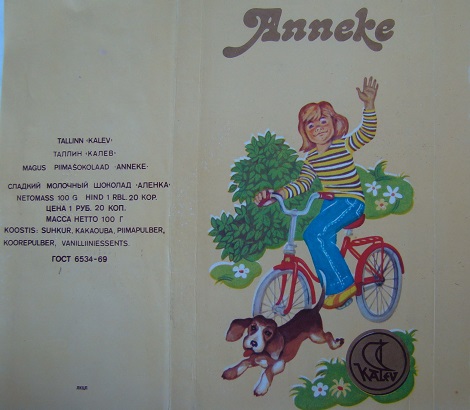 Anneke
TALLINN «KALEV»
ТАЛЛИН «КАЛЕВ»
MAGUS PIIMAŠOKOLAAD «ANNEKE»
СЛАДКИЙ МОЛОЧНЫЙ ШОКОЛАД «АЛЕНКА»
NETOMASS 100 G HIND 1 RBL. 20 KOP.
ЦЕНА 1 РУБ. 20 КОП.
МАССА НЕТТО 100 Г
KOOSTIS: SUHKUR, KAKAOUBA, PIIMAPULBER,
KOOREPULBER, VANILLIINIESSENTS.
ГОСТ 6534-69
KALEV